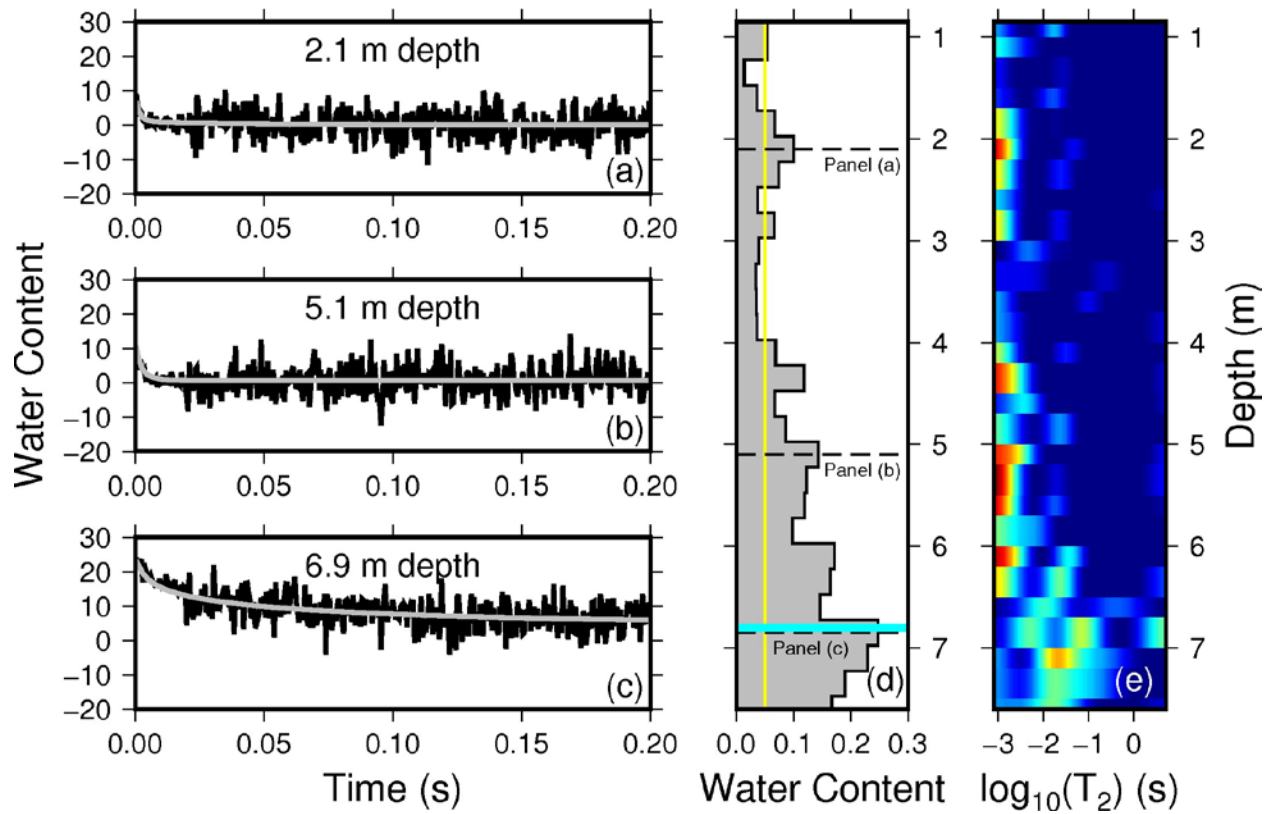 30
20
10
0
−10
−20
2.1 m depth
(a)
0.00 0.05 0.10 0.15 0.20
30
20
10
0
−10
−20
5.1 m depth
(b)
0.00 0.05 0.10 0.15 0.20
30
20
10
0
−10
−20
6.9 m depth
(c)
0.00 0.05 0.10 0.15 0.20
Water Content
Time (s)
Panel (a)
Panel (b)
Panel (c)
(d)
0.0 0.1 0.2 0.3
Water Content
1
2
3
4
5
6
7
(e)
−3 −2 −1 0
log10(T2) (s)
1
2
3
4
5
6
7
Depth (m)